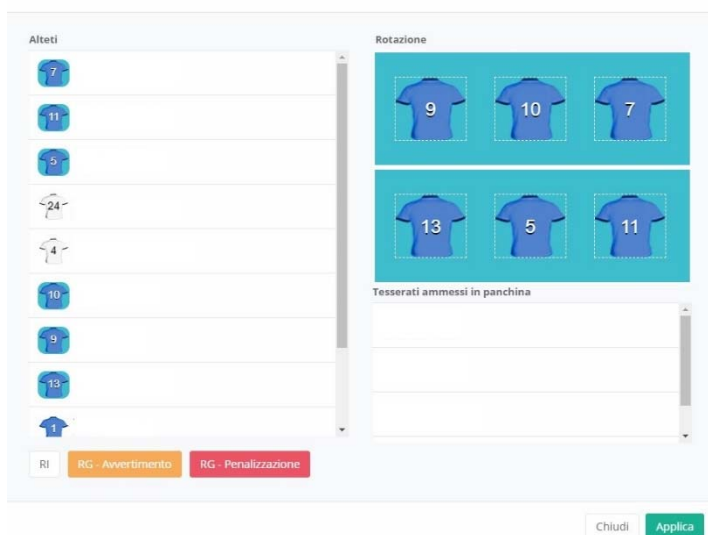 Alteti
7
11
5
24
4
10
9
13
1
RI
RG - Avvertimento
RG - Penalizzazione
Rotazione
9 10 7
13 5 11
Tesserati ammessi in panchina
Chiudi
Applica